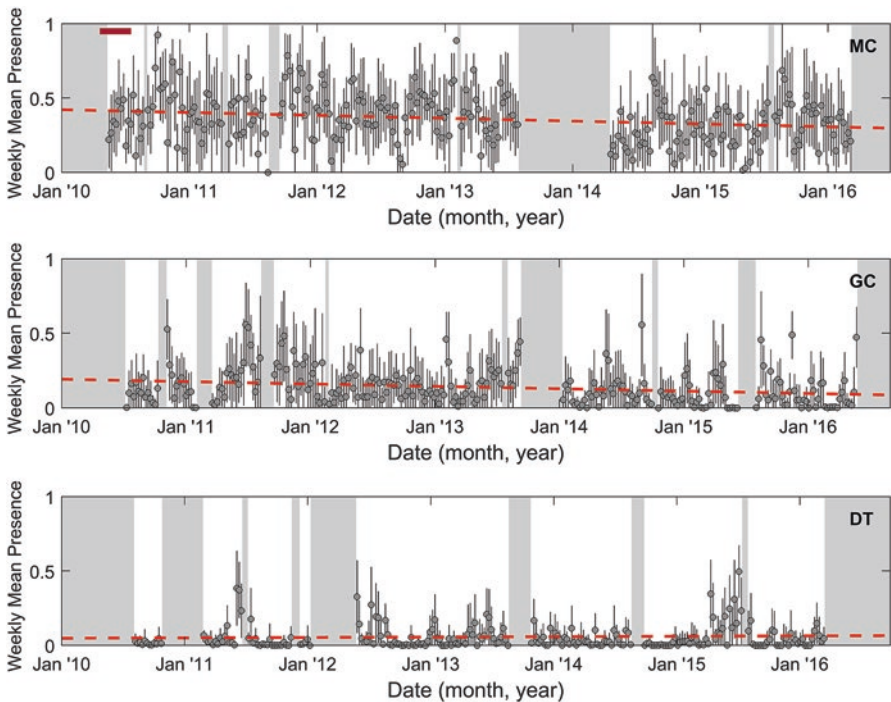 Weekly Mean Presence
1
0.5
0
MC
Jan '10 Jan '11 Jan '12 Jan '13 Jan '14 Jan '15 Jan '16
Date (month, year)
Weekly Mean Presence
1
0.5
0
GC
Jan '10 Jan '11 Jan '12 Jan '13 Jan '14 Jan '15 Jan '16
Date (month, year)
Weekly Mean Presence
1
0.5
0
DT
Jan '10 Jan '11 Jan '12 Jan '13 Jan '14 Jan '15 Jan '16
Date (month, year)